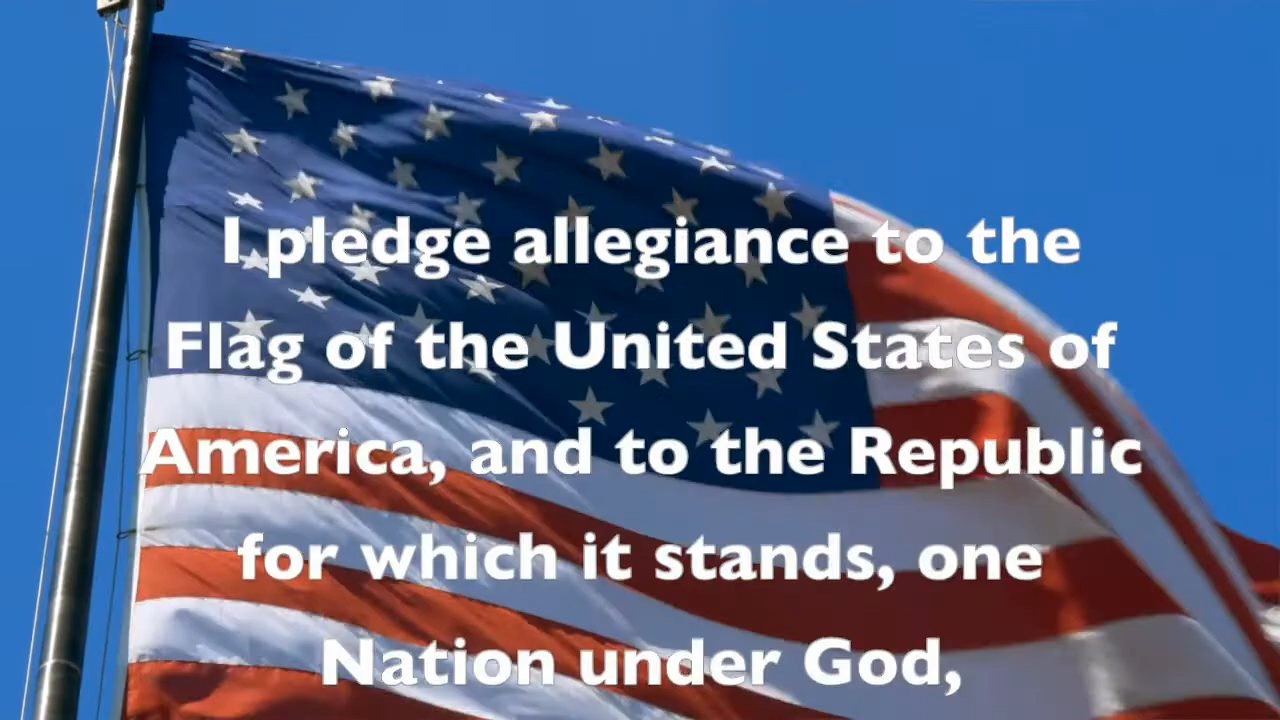 I pledge allegiance to the
Flag of the United States of
America, and to the Republic
for which it stands, one
Nation under God,